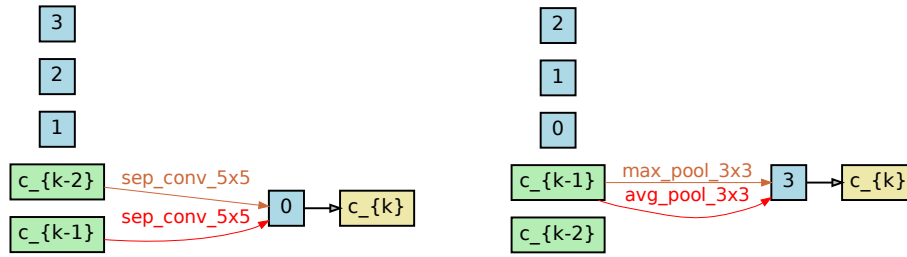 3
2
1
c_{k-2}
sep_conv_5x5
0
c_{k}
c_{k-1}
sep_conv_5x5
2
1
0
c_{k-1}
max_pool_3x3
avg_pool_3x3
3
c_{k}
c_{k-2}